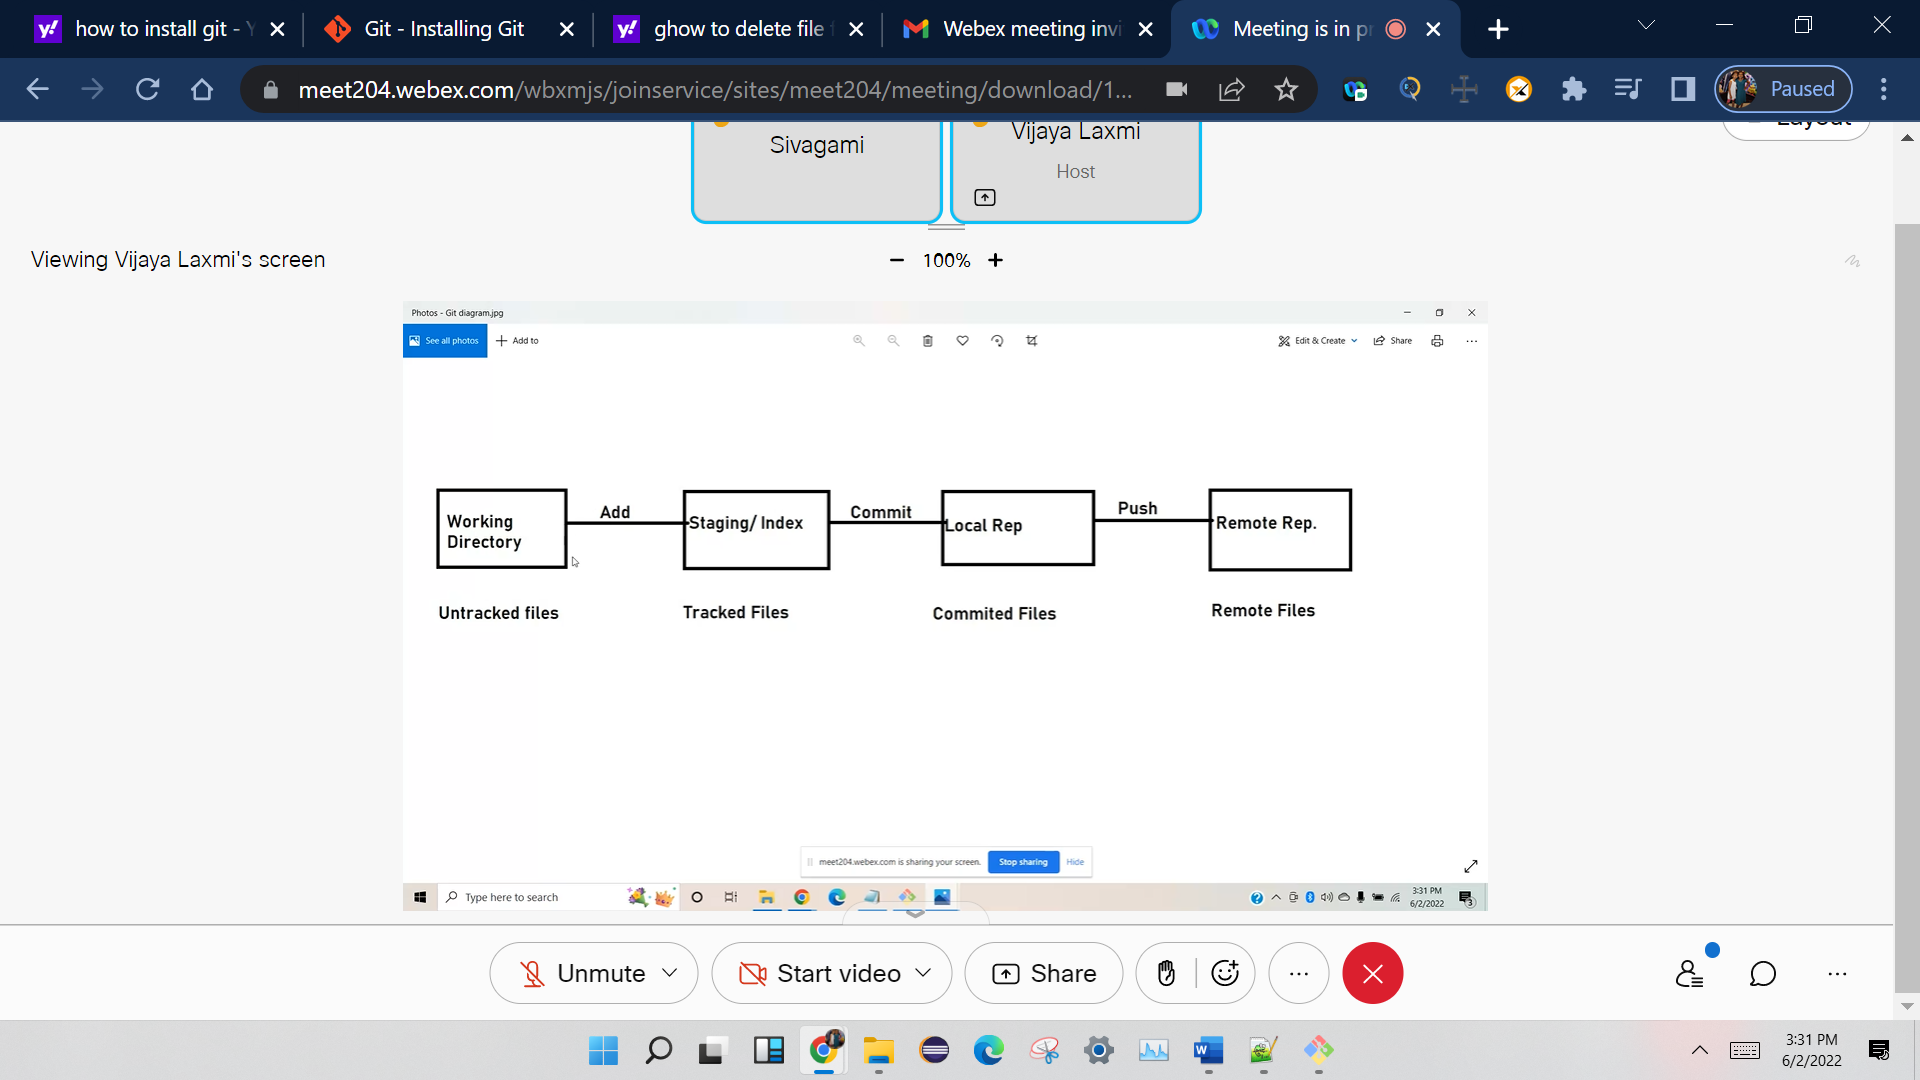 how to install git - Y
Git - Installing Git
ghow to delete file f
Webex meeting invi
Meeting is in pr
meet204.webex.com/wbxmjs/joinservice/sites/meet204/meeting/download/1...
Paused
Sivagami
Vijaya Laxmi
Host
Layout
Viewing Vijaya Laxmi's screen
100%
Photos - Git diagram.jpg
See all photos
Add to
Edit & Create
Share
Working
Directory
Add
Staging/ Index
Commit
Local Rep
Push
Remote Rep.
Untracked files
Tracked Files
Commited Files
Remote Files
meet204.webex.com is sharing your screen.
Stop sharing
Hide
Type here to search
3:31 PM
6/2/2022
Unmute
Start video
Share
3:31 PM
6/2/2022